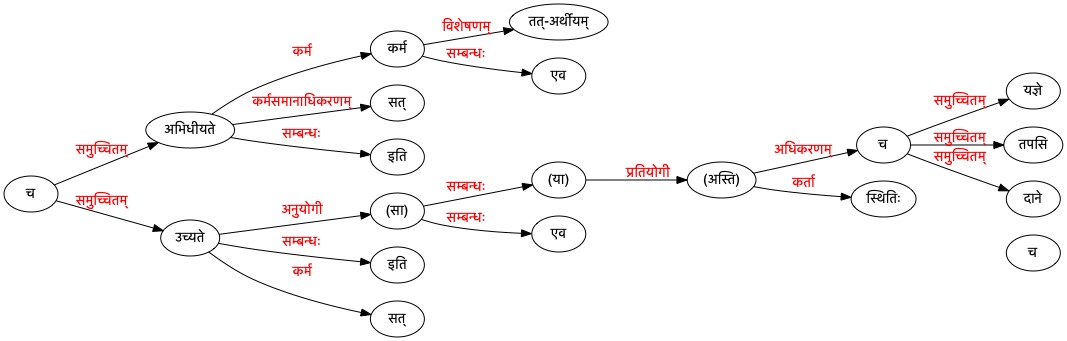 च
समुच्चितम्
समुच्चितम्
अभिधीयते
उच्यते
कर्म
कर्मसमानाधिकरणम्
सम्बन्धः
अनुयोगी
सम्बन्धः
कर्म
कर्म
सत्
इति
(सा)
इति
सत्
विशेषणम्
सम्बन्धः
सम्बन्धः
सम्बन्धः
तत्-अर्थीयम्
एव
(या)
एव
प्रतियोगी
(अस्ति)
अधिकरणम्
कर्ता
च
स्थितिः
समुच्चितम्
समुच्चितम्
समुच्चितम्
यज्ञे
तपसि
दाने
च